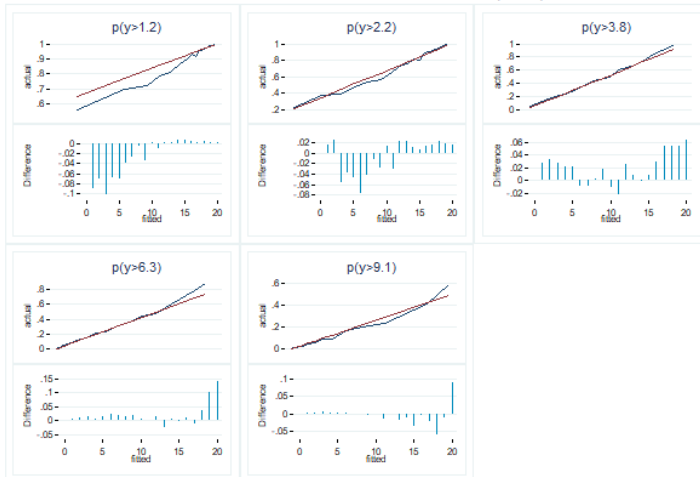 p(y>1.2)
actual
1
.9
.8
.7
.6
Difference
0
-.02
-.04
-.06
-.08
-.1
0 5 10 15 20
fitted
p(y>2.2)
actual
1
.8
.6
.4
.2
Difference
.02
0
-.02
-.04
-.06
-.08
0 5 10 15 20
fitted
p(y>3.8)
actual
1
.8
.6
.4
.2
0
Difference
.06
.04
.02
0
-.02
0 5 10 15 20
fitted
p(y>6.3)
actual
.8
.6
.4
.2
0
Difference
.15
.1
.05
0
-.05
0 5 10 15 20
fitted
p(y>9.1)
actual
.6
.4
.2
0
Difference
.1
.05
0
-.05
0 5 10 15 20
fitted